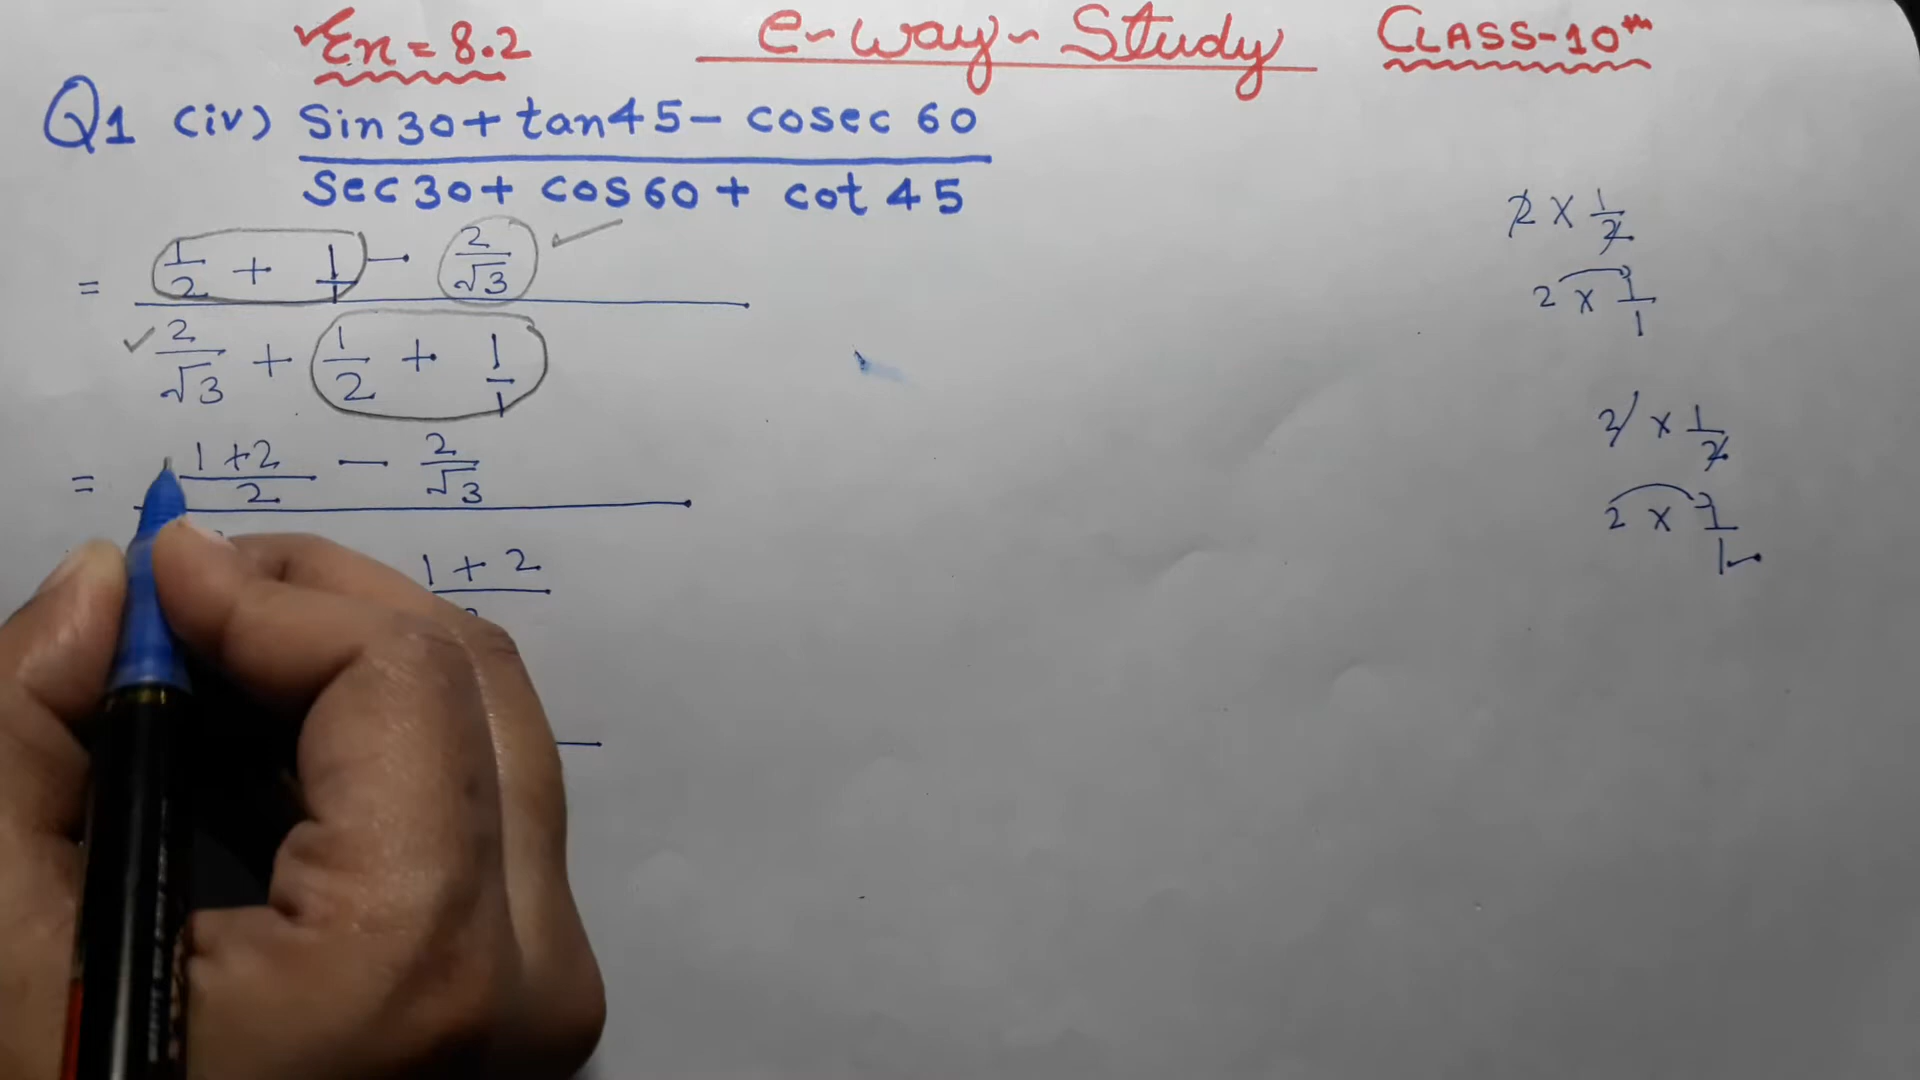 Ex = 8.2 e-way-Study CLASS-10th
Q1 (iv) Sin 30 + tan 45 - cosec 60
Sec 30 + cos 60 + cot 45
= 1/2 + 1/1 - 2/√3
2/√3 + 1/2 + 1/1
= 1+2/2 - 2/√3
1 + 2
2 × 1/2
2 × 1/1
2 × 1/2
2 × 1/1